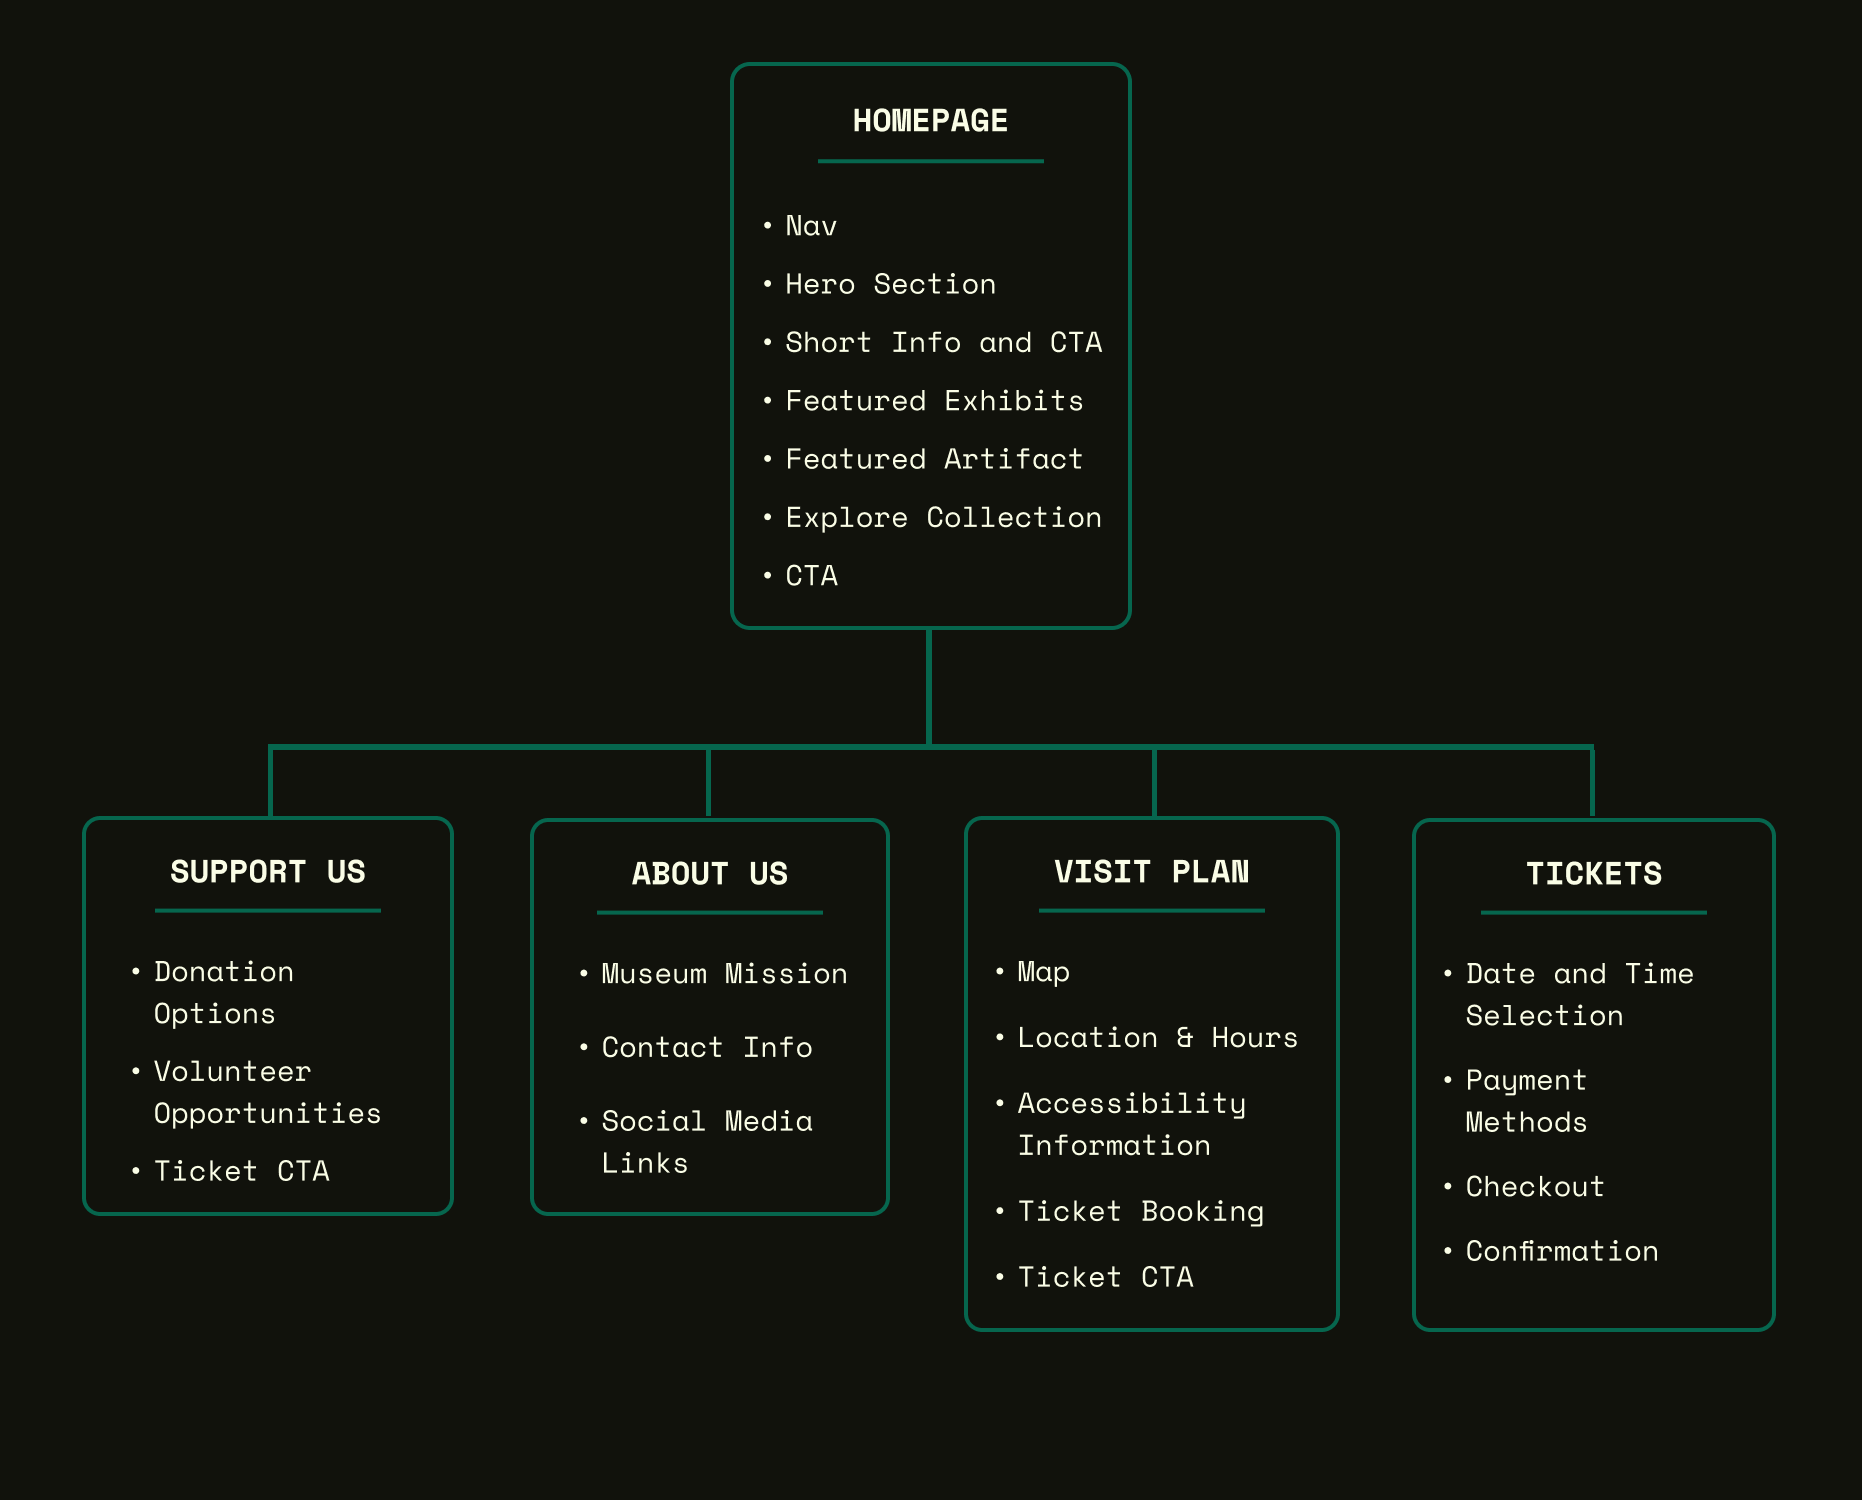 HOMEPAGE
• Nav
• Hero Section
• Short Info and CTA
• Featured Exhibits
• Featured Artifact
• Explore Collection
• CTA
SUPPORT US
• Donation
Options
• Volunteer
Opportunities
• Ticket CTA
ABOUT US
• Museum Mission
• Contact Info
• Social Media
Links
VISIT PLAN
• Map
• Location & Hours
• Accessibility
Information
• Ticket Booking
• Ticket CTA
TICKETS
• Date and Time
Selection
• Payment
Methods
• Checkout
• Confirmation